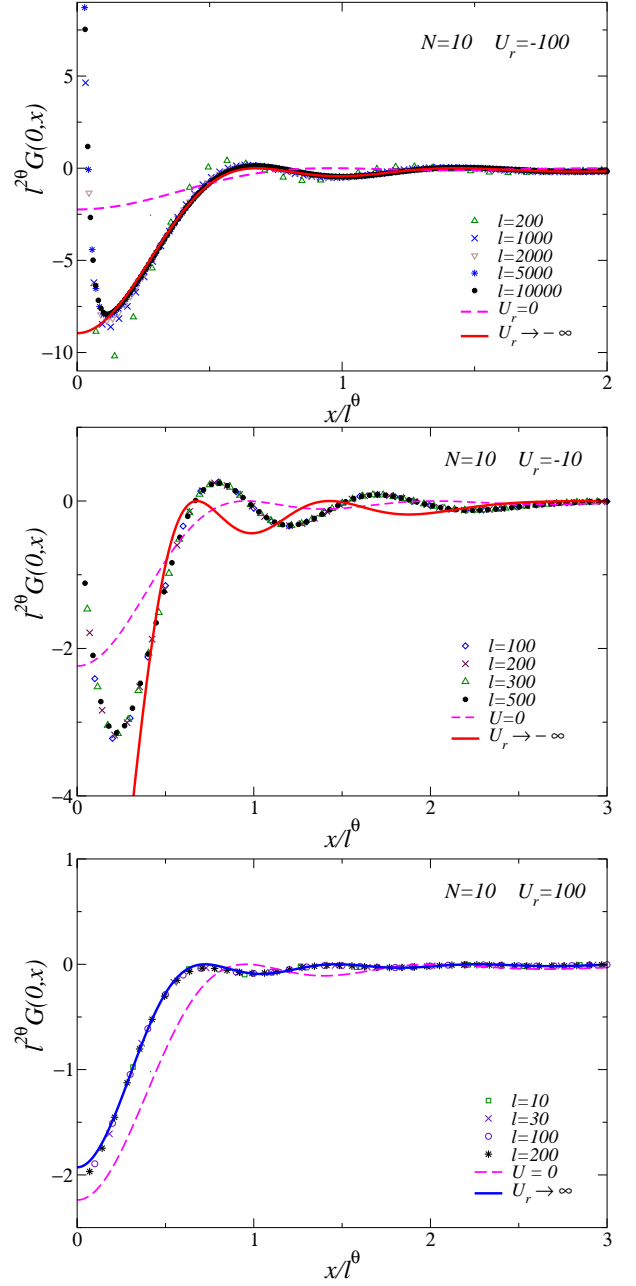 N=10 U_r=-100
5
0
−5
−10
l^{2θ}G(0,x)
l=200
l=1000
l=2000
l=5000
l=10000
U_r=0
U_r → - ∞
0
1
2
x/l^θ
N=10 U_r=-10
0
−2
−4
l^{2θ}G(0,x)
l=100
l=200
l=300
l=500
U=0
U_r → - ∞
0
1
2
3
x/l^θ
N=10 U_r=100
1
0
−1
−2
l^{2θ}G(0,x)
l=10
l=30
l=100
l=200
U = 0
U_r → ∞
0
1
2
3
x/l^θ